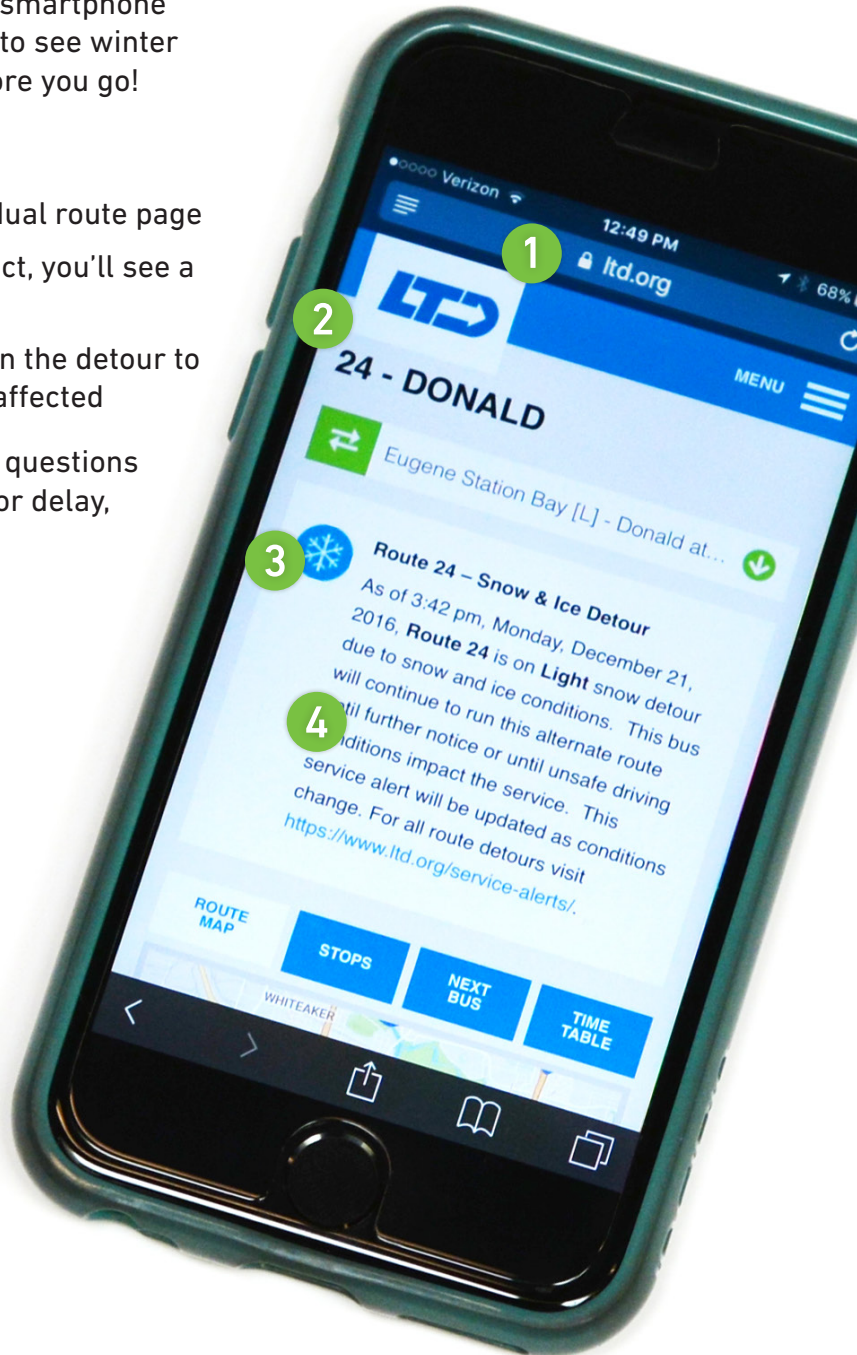 smartphone
to see winter
ore you go!
dual route page
ct, you'll see a
n the detour to
affected
questions
or delay,
Verizon
12:49 PM
68%
1
ltd.org
2
LTD
MENU
24 - DONALD
Eugene Station Bay [L] - Donald at...
3
Route 24 – Snow & Ice Detour
As of 3:42 pm, Monday, December 21,
2016, Route 24 is on Light snow detour
due to snow and ice conditions. This bus
will continue to run this alternate route
4
til further notice or until unsafe driving
nditions impact the service. This
service alert will be updated as conditions
change. For all route detours visit
https://www.ltd.org/service-alerts/.
ROUTE
MAP
STOPS
NEXT
BUS
TIME
TABLE
WHITEAKER